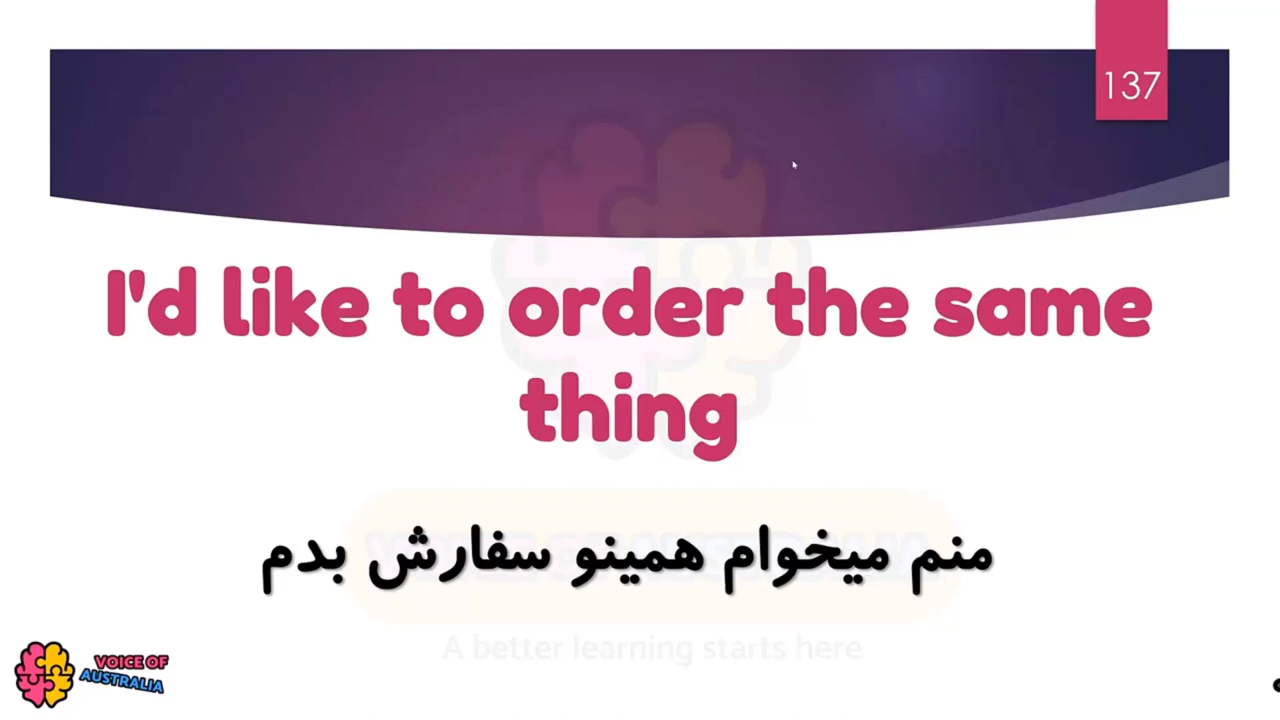 137
I'd like to order the same
thing
منم میخوام همینو سفارش بدم
A better learning starts here
VOICE OF
AUSTRALIA